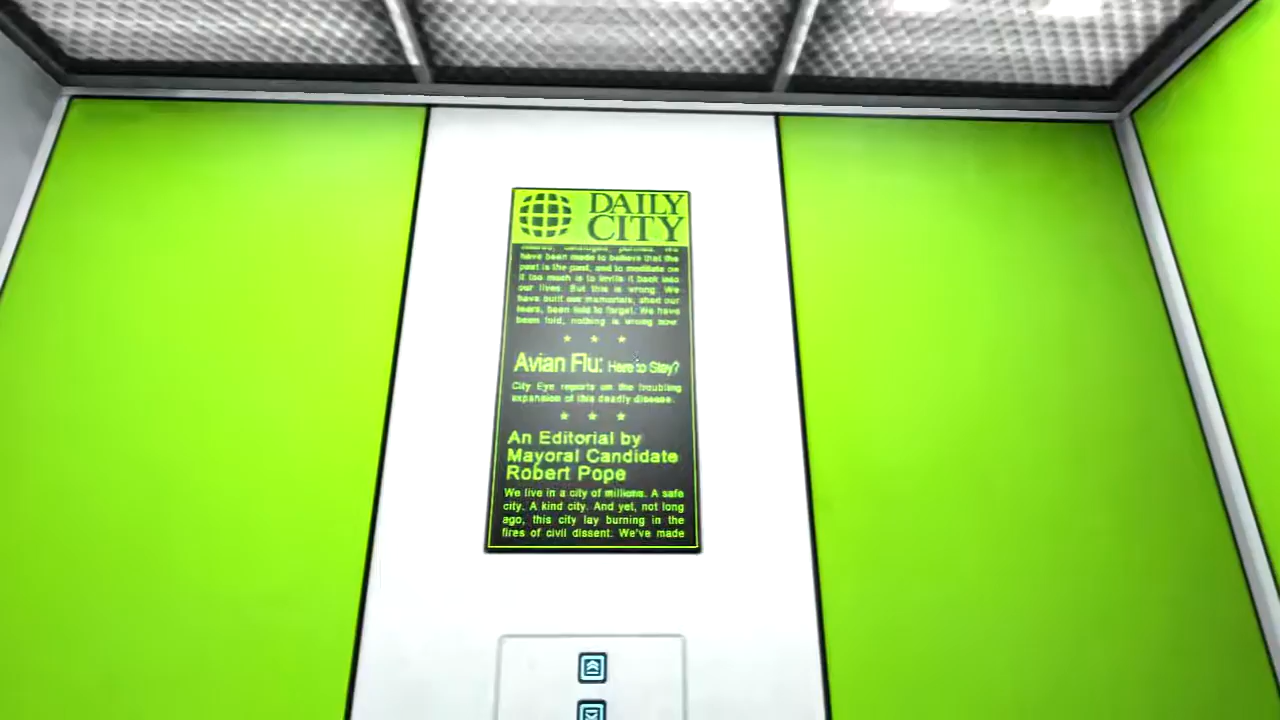 DAILY
CITY
have been made to believe that the
past is the past, and to meditate on
it too much is to invite it back into
our lives. But this is wrong. We
have built our memorials, shed our
tears, been told to forget. We have
been told, nothing is wrong now.
Avian Flu: Here to Stay?
City Eye reports on the troubling
expansion of this deadly disease.
An Editorial by
Mayoral Candidate
Robert Pope
We live in a city of millions. A safe
city. A kind city. And yet, not long
ago, this city lay burning in the
fires of civil dissent. We've made